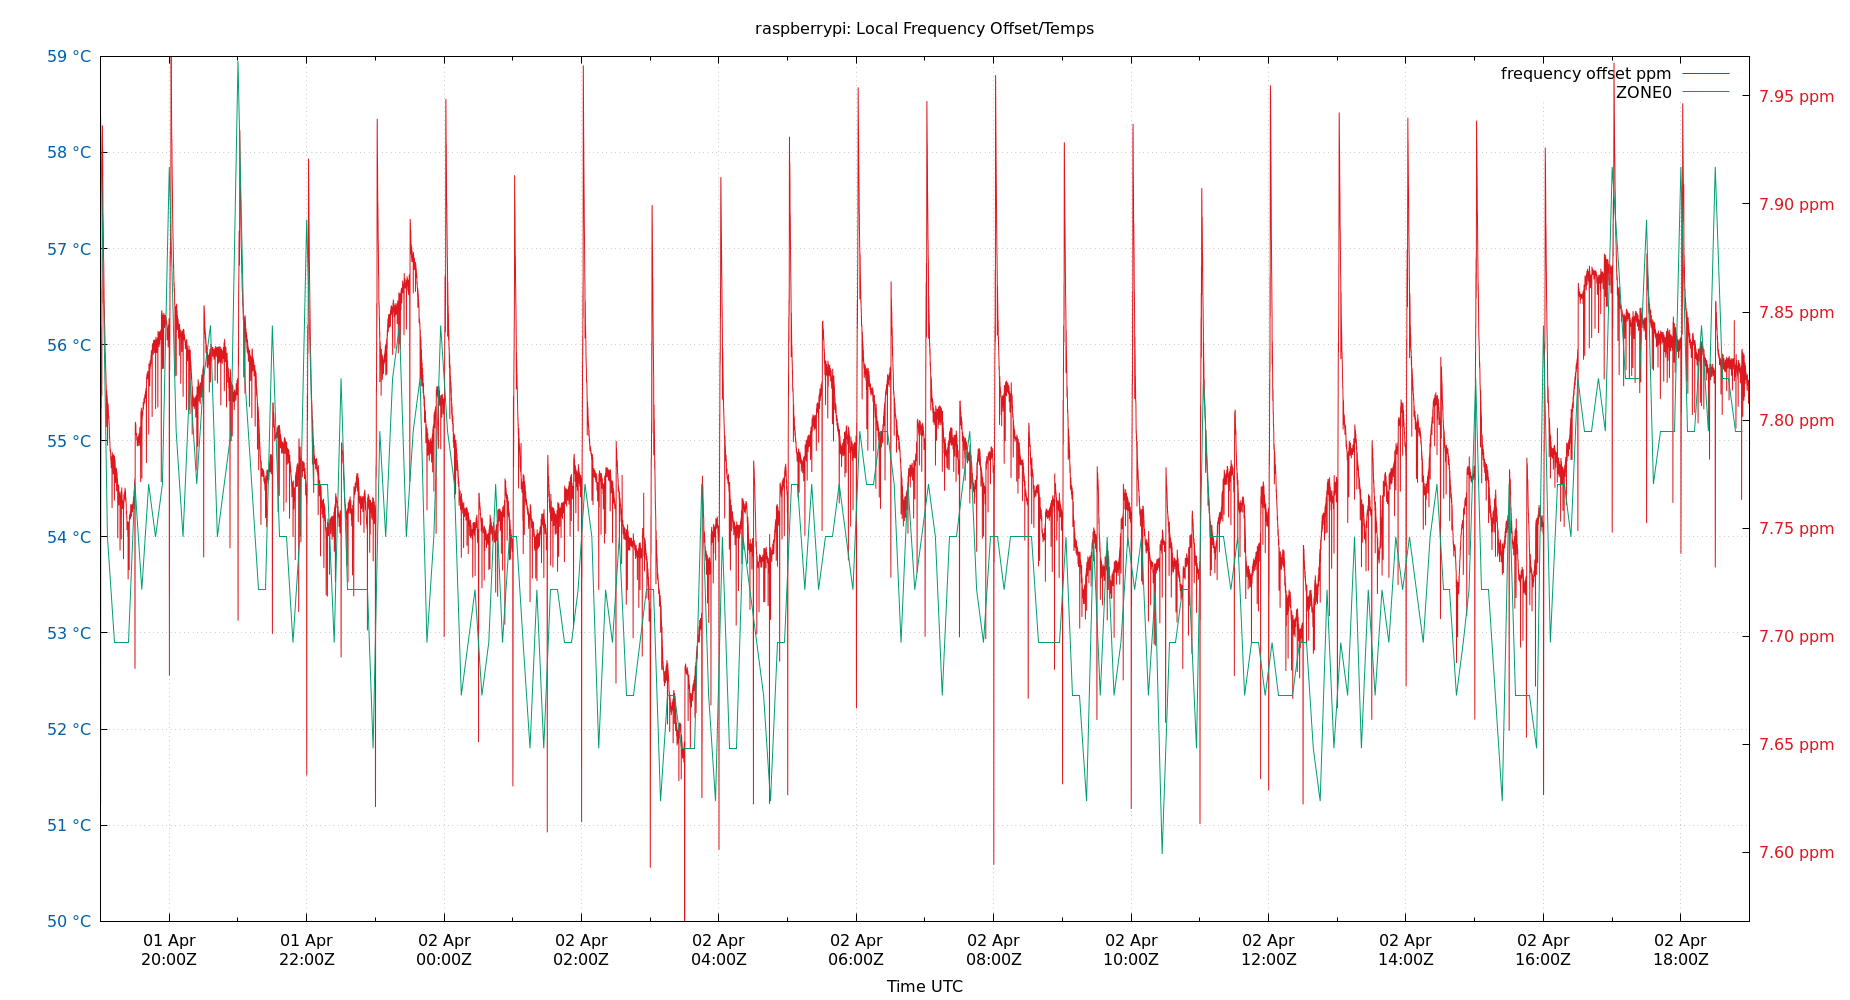 raspberrypi: Local Frequency Offset/Temps
frequency offset ppm
ZONE0
59 °C
58 °C
57 °C
56 °C
55 °C
54 °C
53 °C
52 °C
51 °C
50 °C
7.95 ppm
7.90 ppm
7.85 ppm
7.80 ppm
7.75 ppm
7.70 ppm
7.65 ppm
7.60 ppm
01 Apr 01 Apr 02 Apr 02 Apr 02 Apr 02 Apr 02 Apr 02 Apr 02 Apr 02 Apr 02 Apr 02 Apr
20:00Z 22:00Z 00:00Z 02:00Z 04:00Z 06:00Z 08:00Z 10:00Z 12:00Z 14:00Z 16:00Z 18:00Z
Time UTC